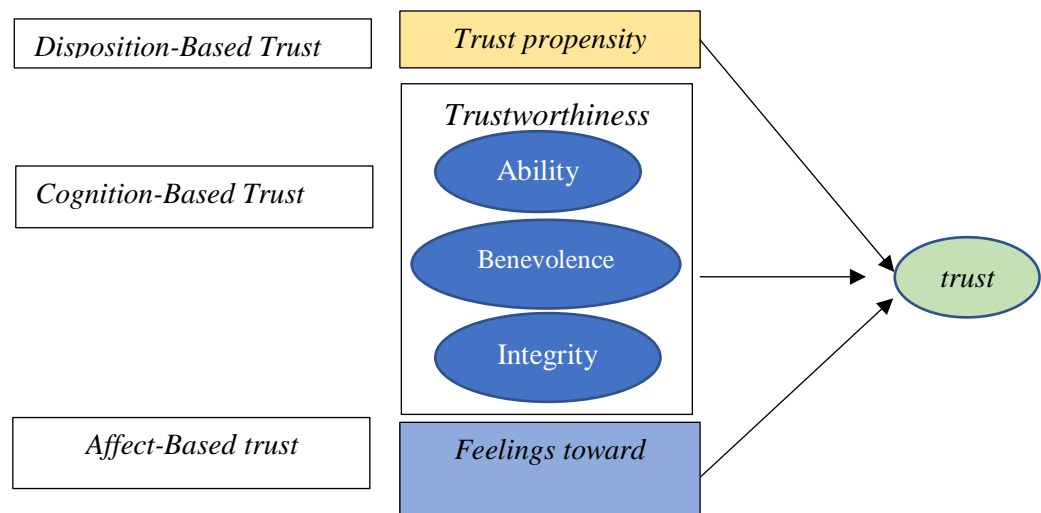 Disposition-Based Trust
Trust propensity
Trustworthiness
Ability
Cognition-Based Trust
Benevolence
trust
Integrity
Affect-Based trust
Feelings toward